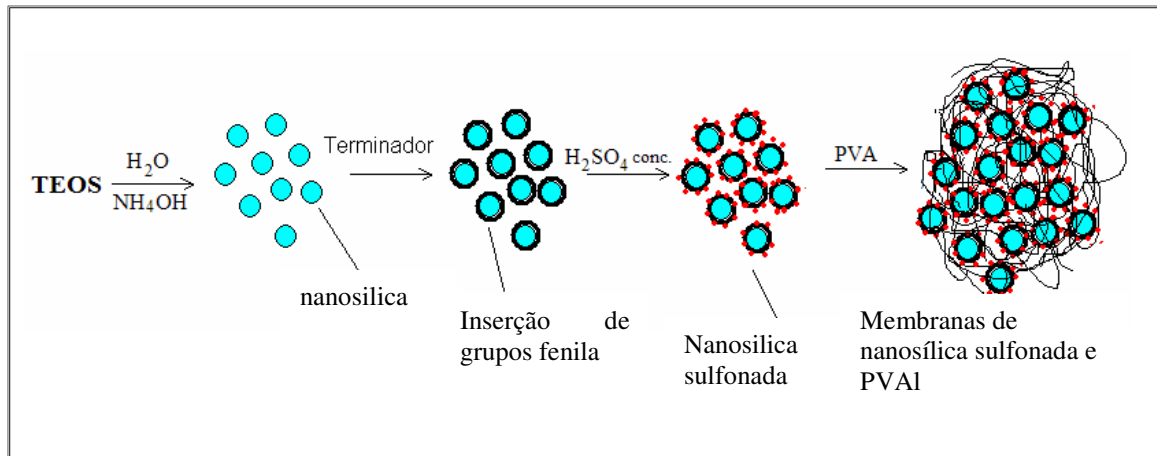 TEOS
H2O
NH4OH
nanosilica
Terminador
Inserção de
grupos fenila
H2SO4 conc.
Nanosilica
sulfonada
PVA
Membranas de
nanosílica sulfonada e
PVAl